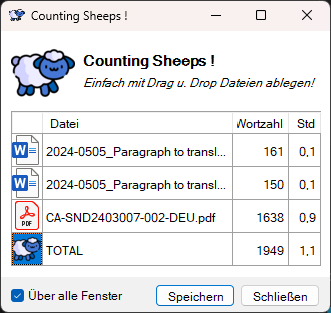 Counting Sheeps !
Counting Sheeps !
Einfach mit Drag u. Drop Dateien ablegen!
Datei Wortzahl Std
W 2024-0505_Paragraph to transl... 161 0,1
W 2024-0505_Paragraph to transl... 150 0,1
PDF CA-SND2403007-002-DEU.pdf 1638 0,9
TOTAL 1949 1,1
Über alle Fenster Speichern Schließen